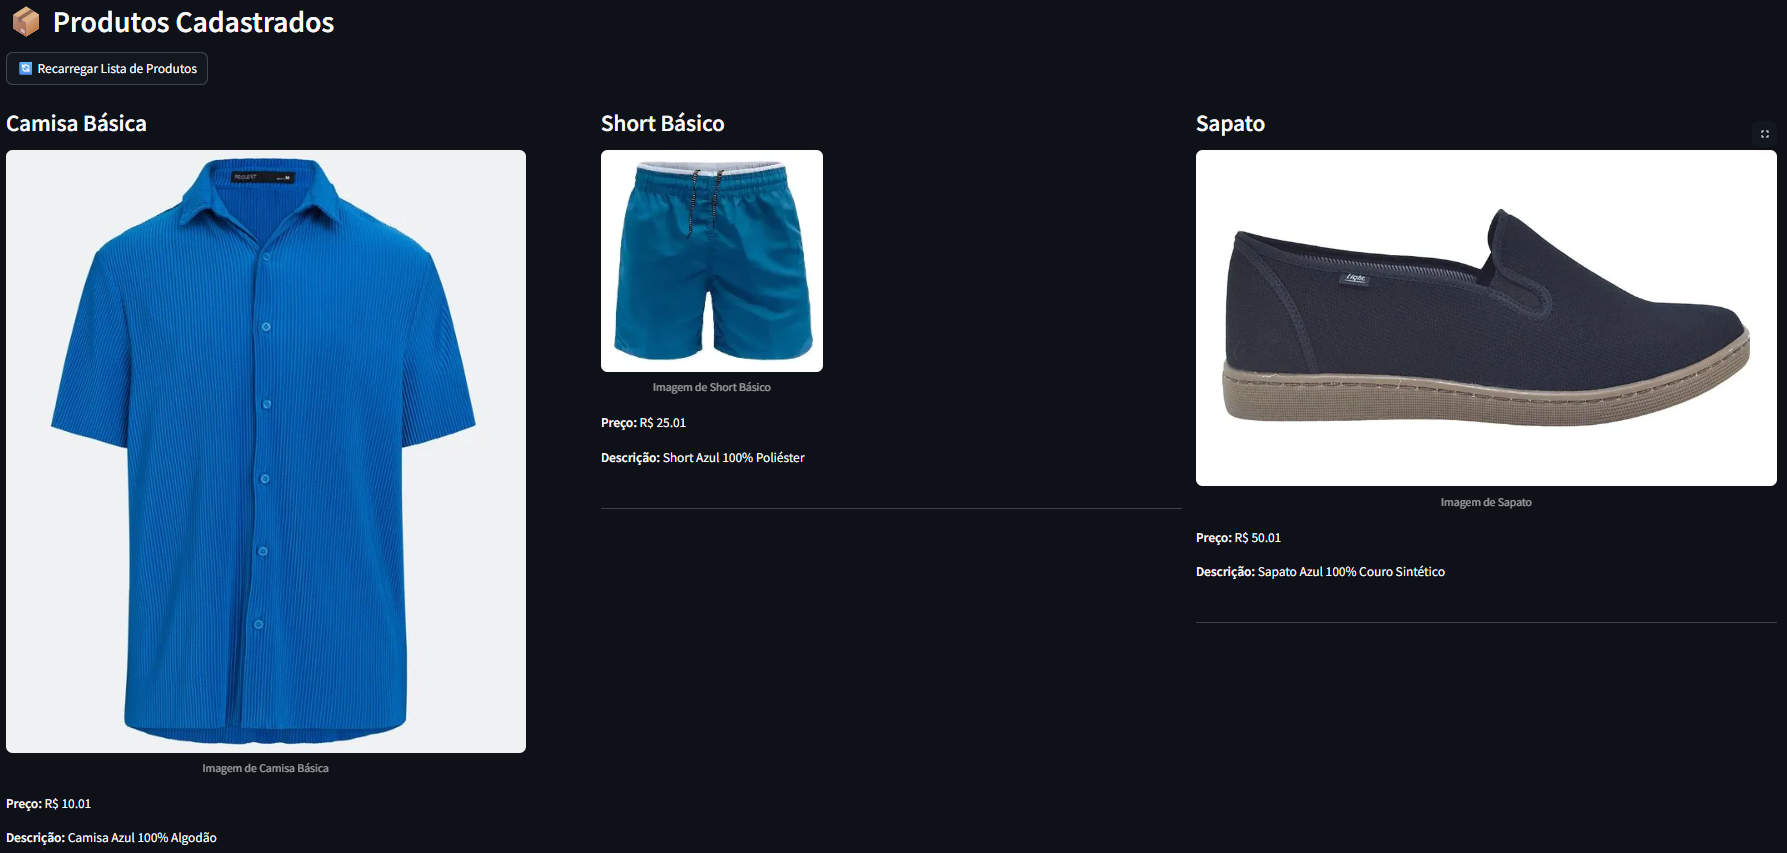 Produtos Cadastrados
Recarregar Lista de Produtos
Camisa Básica
REQUEST
Imagem de Camisa Básica
Preço: R$ 10.01
Descrição: Camisa Azul 100% Algodão
Short Básico
Imagem de Short Básico
Preço: R$ 25.01
Descrição: Short Azul 100% Poliéster
Sapato
Light
Imagem de Sapato
Preço: R$ 50.01
Descrição: Sapato Azul 100% Couro Sintético